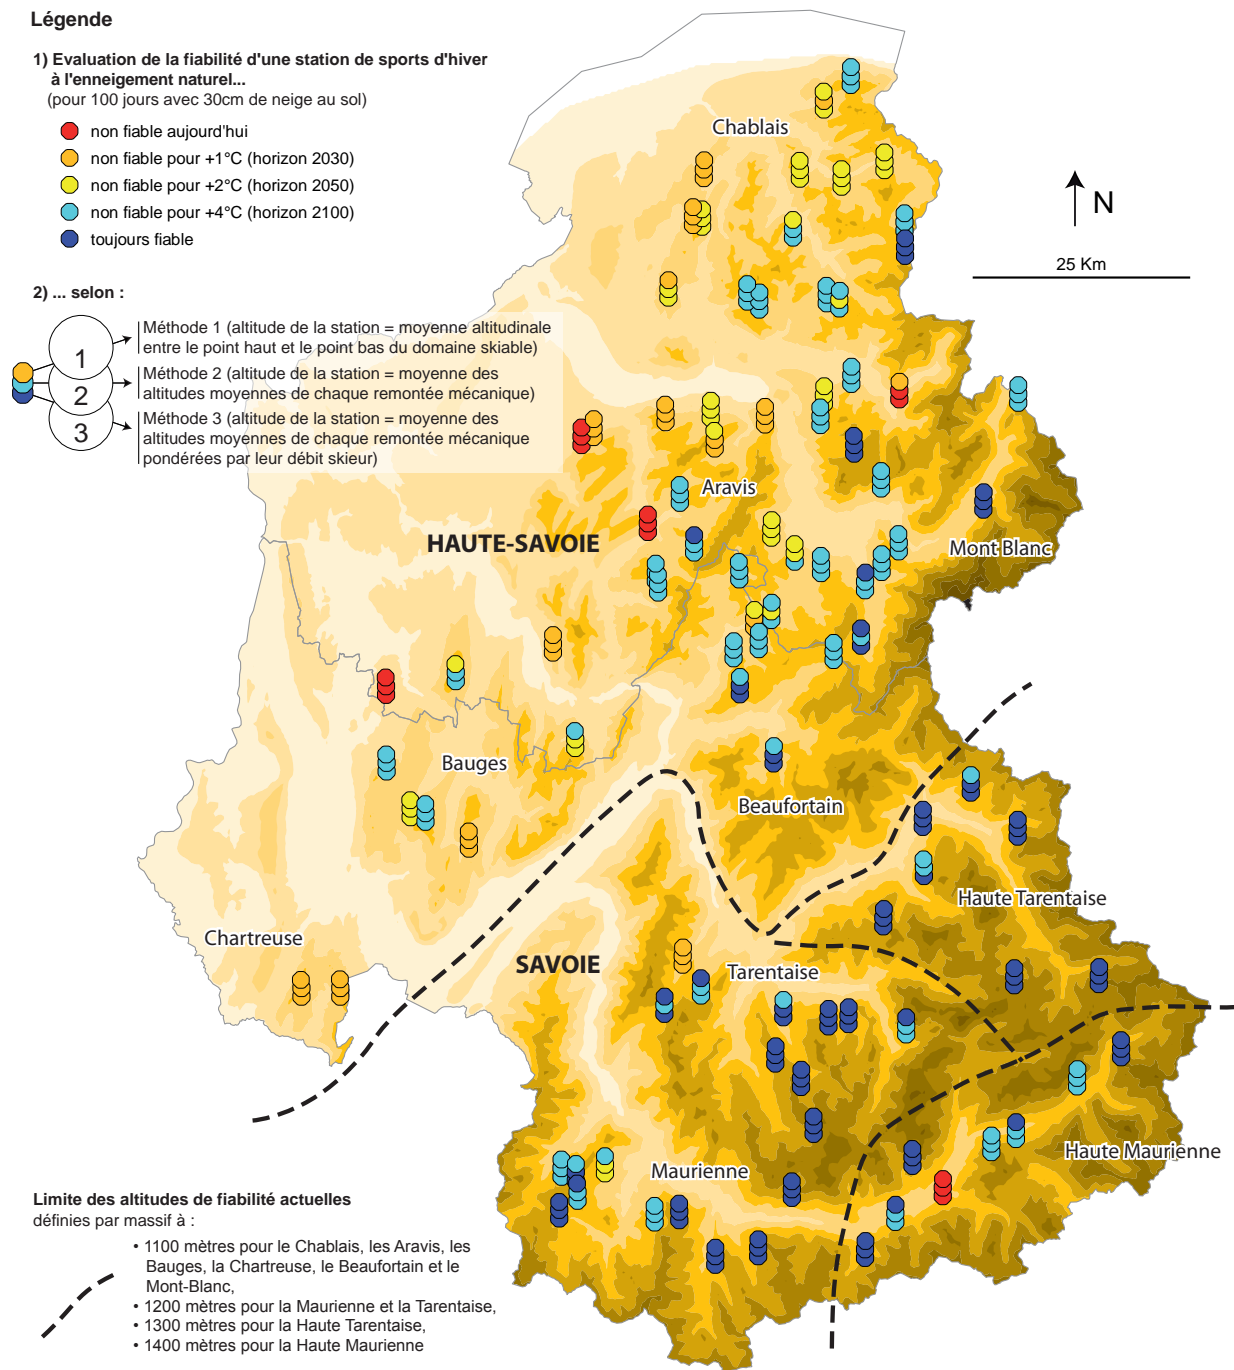 Légende
1) Evaluation de la fiabilité d'une station de sports d'hiver
à l'enneigement naturel...
(pour 100 jours avec 30cm de neige au sol)
non fiable aujourd'hui
non fiable pour +1°C (horizon 2030)
non fiable pour +2°C (horizon 2050)
non fiable pour +4°C (horizon 2100)
toujours fiable
2) ... selon :
1
Méthode 1 (altitude de la station = moyenne altitudinale
entre le point haut et le point bas du domaine skiable)
2
Méthode 2 (altitude de la station = moyenne des
altitudes moyennes de chaque remontée mécanique)
3
Méthode 3 (altitude de la station = moyenne des
altitudes moyennes de chaque remontée mécanique
pondérées par leur débit skieur)
Chablais
N
25 Km
Aravis
HAUTE-SAVOIE
Mont Blanc
Bauges
Beaufortain
Haute Tarentaise
Chartreuse
SAVOIE
Tarentaise
Maurienne
Haute Maurienne
Limite des altitudes de fiabilité actuelles
définies par massif à :
• 1100 mètres pour le Chablais, les Aravis, les
Bauges, la Chartreuse, le Beaufortain et le
Mont-Blanc,
• 1200 mètres pour la Maurienne et la Tarentaise,
• 1300 mètres pour la Haute Tarentaise,
• 1400 mètres pour la Haute Maurienne